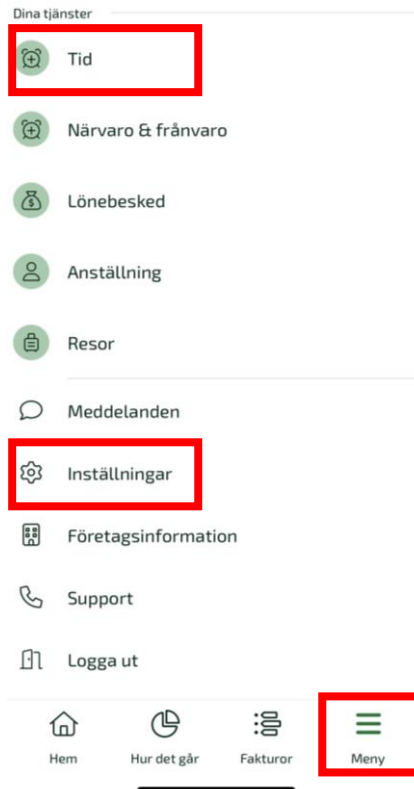 Dina tjänster
Tid
Närvaro & frånvaro
Lönebesked
Anställning
Resor
Meddelanden
Inställningar
Företagsinformation
Support
Logga ut
Hem Hur det går Fakturor Meny